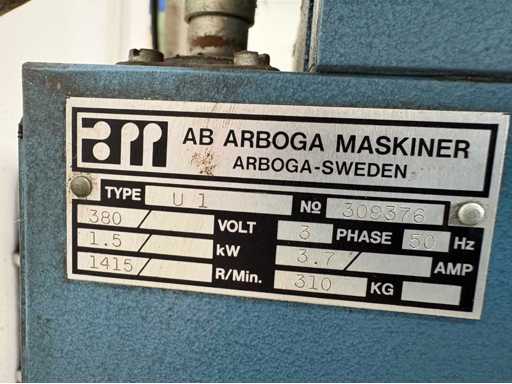 am AB ARBOGA MASKINER
ARBOGA-SWEDEN
TYPE U 1 No 309376
380/ VOLT 3 PHASE 50 Hz
1.5/ kW 3.7/ AMP
1415/ R/Min. 310 KG